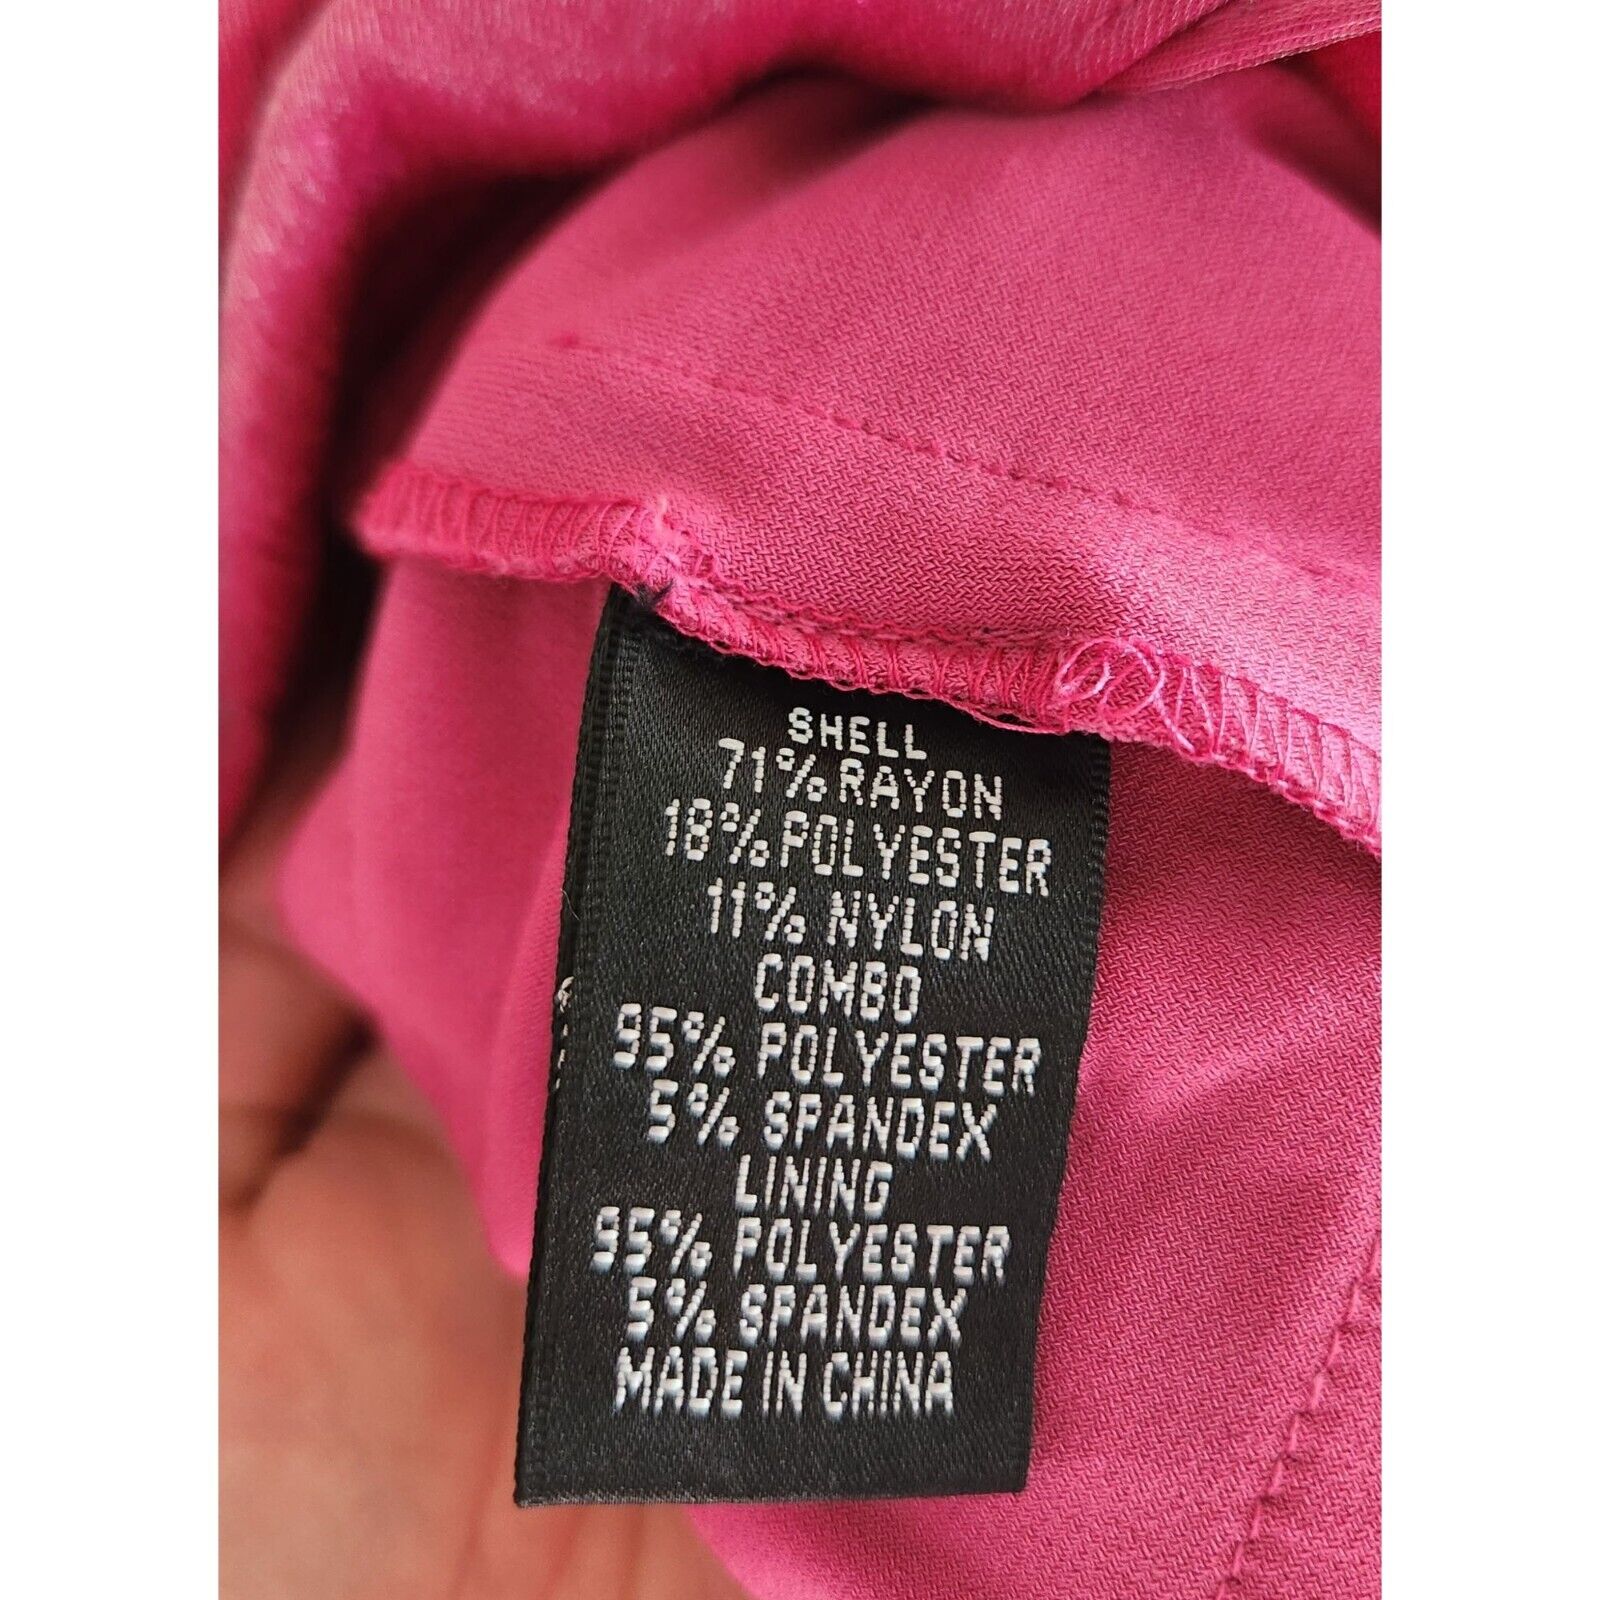 SHELL
71% RAYON
18% POLYESTER
11% NYLON
COMBO
95% POLYESTER
5% SPANDEX
LINING
95% POLYESTER
5% SPANDEX
MADE IN CHINA